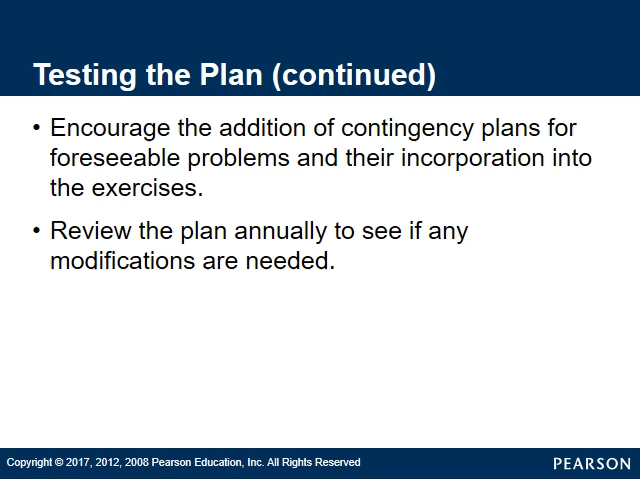 Testing the Plan (continued)
• Encourage the addition of contingency plans for
foreseeable problems and their incorporation into
the exercises.
• Review the plan annually to see if any
modifications are needed.
Copyright © 2017, 2012, 2008 Pearson Education, Inc. All Rights Reserved
PEARSON